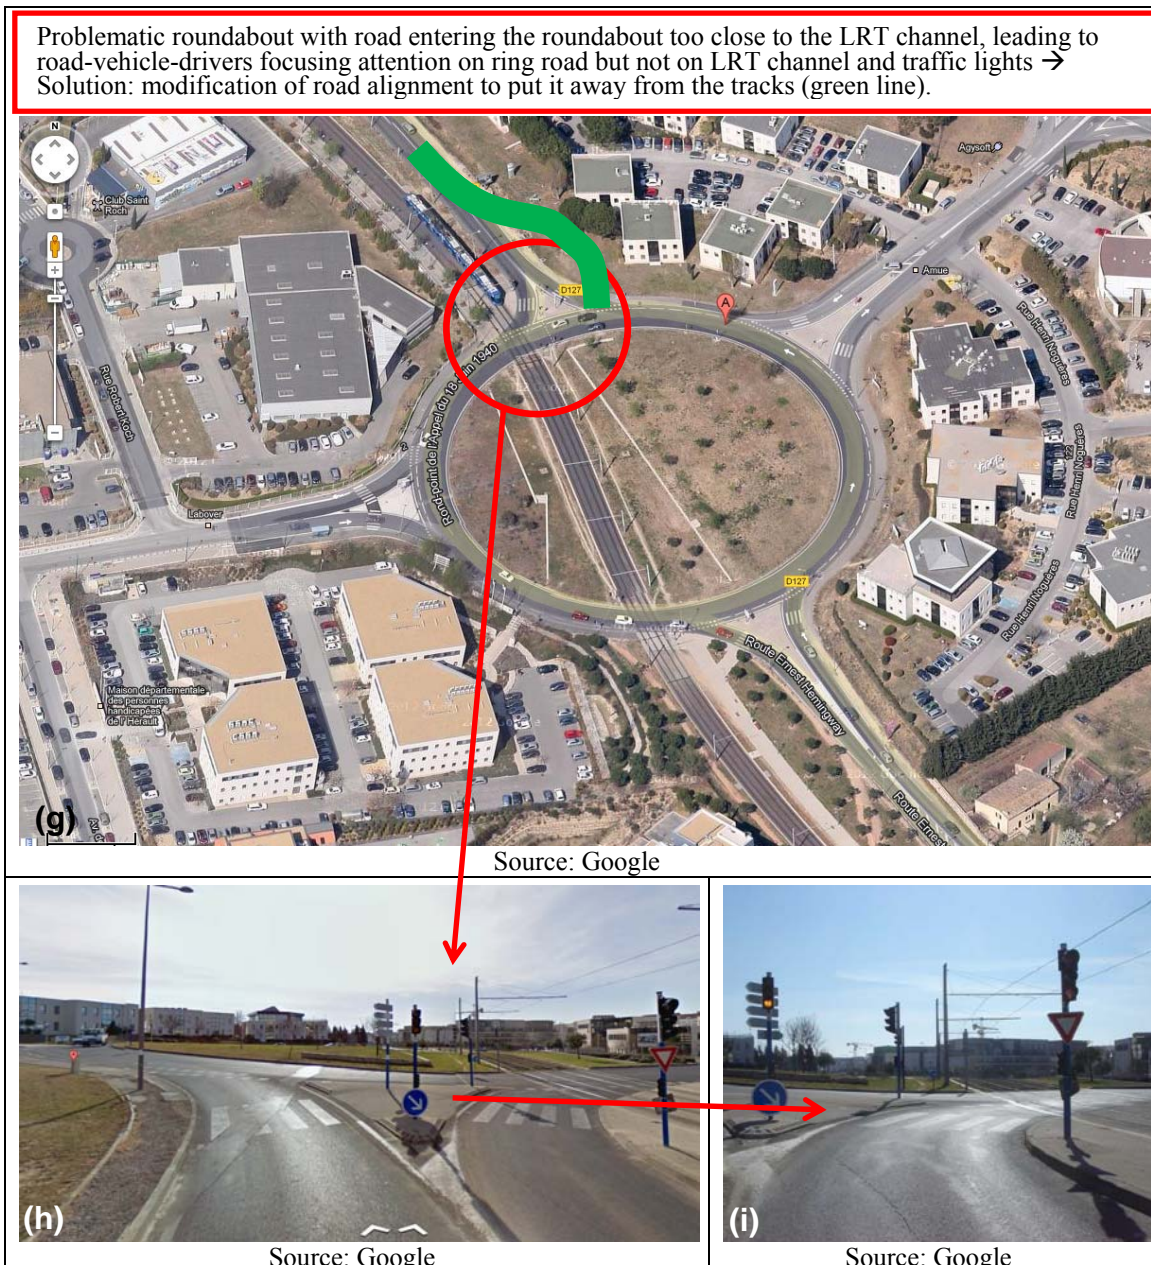 Problematic roundabout with road entering the roundabout too close to the LRT channel, leading to
road-vehicle-drivers focusing attention on ring road but not on LRT channel and traffic lights →
Solution: modification of road alignment to put it away from the tracks (green line).
N
Agysoft
Club Saint
Roch
Amue
D127
A
Rue Robert Koch
Rond-point de l'Appel du 18 Juin 1940
Rue Henri Noguères
122
Rue Henri Noguères
Labover
D127
Rue Henri Noguères
Route Ernest Hemingway
Maison départementale
des personnes
handicapées
de l'Hérault
Route Ernest
(g)
Source: Google
(h)
(i)
Source: Google
Source: Google